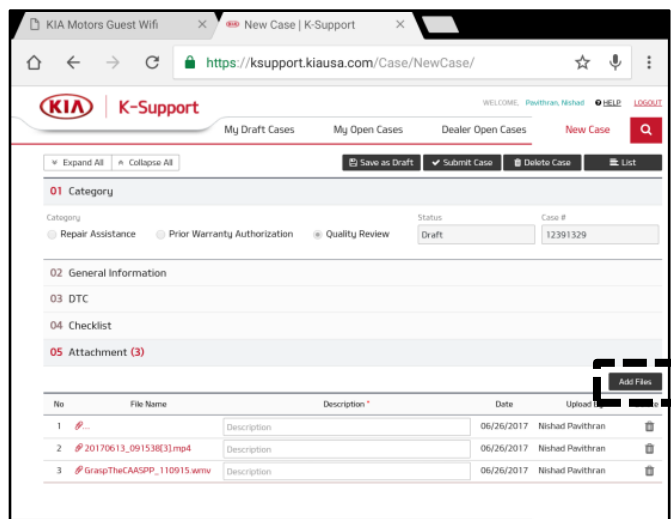 KIA Motors Guest Wifi
New Case | K-Support
https://ksupport.kiausa.com/Case/NewCase/
KIA K-Support
WELCOME, Pavithran, Nishad HELP LOGOUT
My Draft Cases My Open Cases Dealer Open Cases New Case
Expand All Collapse All Save as Draft Submit Case Delete Case List
01 Category
Category Status Case #
Repair Assistance Prior Warranty Authorization Quality Review Draft 12391329
02 General Information
03 DTC
04 Checklist
05 Attachment (3)
Add Files
No File Name Description * Date Upload
1 ... Description 06/26/2017 Nishad Pavithran
2 20170613_091538[3].mp4 Description 06/26/2017 Nishad Pavithran
3 GraspTheCAASPP_110915.wmv Description 06/26/2017 Nishad Pavithran